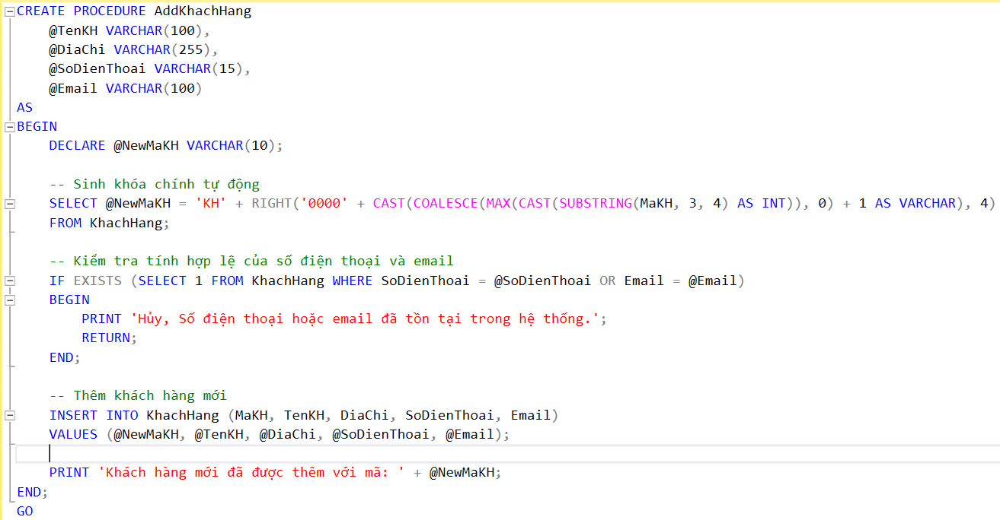 CREATE PROCEDURE AddKhachHang
    @TenKH VARCHAR(100),
    @DiaChi VARCHAR(255),
    @SoDienThoai VARCHAR(15),
    @Email VARCHAR(100)
AS
BEGIN
    DECLARE @NewMaKH VARCHAR(10);
    -- Sinh khóa chính tự động
    SELECT @NewMaKH = 'KH' + RIGHT('0000' + CAST(COALESCE(MAX(CAST(SUBSTRING(MaKH, 3, 4) AS INT)), 0) + 1 AS VARCHAR), 4)
    FROM KhachHang;
    -- Kiểm tra tính hợp lệ của số điện thoại và email
    IF EXISTS (SELECT 1 FROM KhachHang WHERE SoDienThoai = @SoDienThoai OR Email = @Email)
    BEGIN
        PRINT 'Hủy, Số điện thoại hoặc email đã tồn tại trong hệ thống.';
        RETURN;
    END;
    -- Thêm khách hàng mới
    INSERT INTO KhachHang (MaKH, TenKH, DiaChi, SoDienThoai, Email)
    VALUES (@NewMaKH, @TenKH, @DiaChi, @SoDienThoai, @Email);
    PRINT 'Khách hàng mới đã được thêm với mã: ' + @NewMaKH;
END;
GO